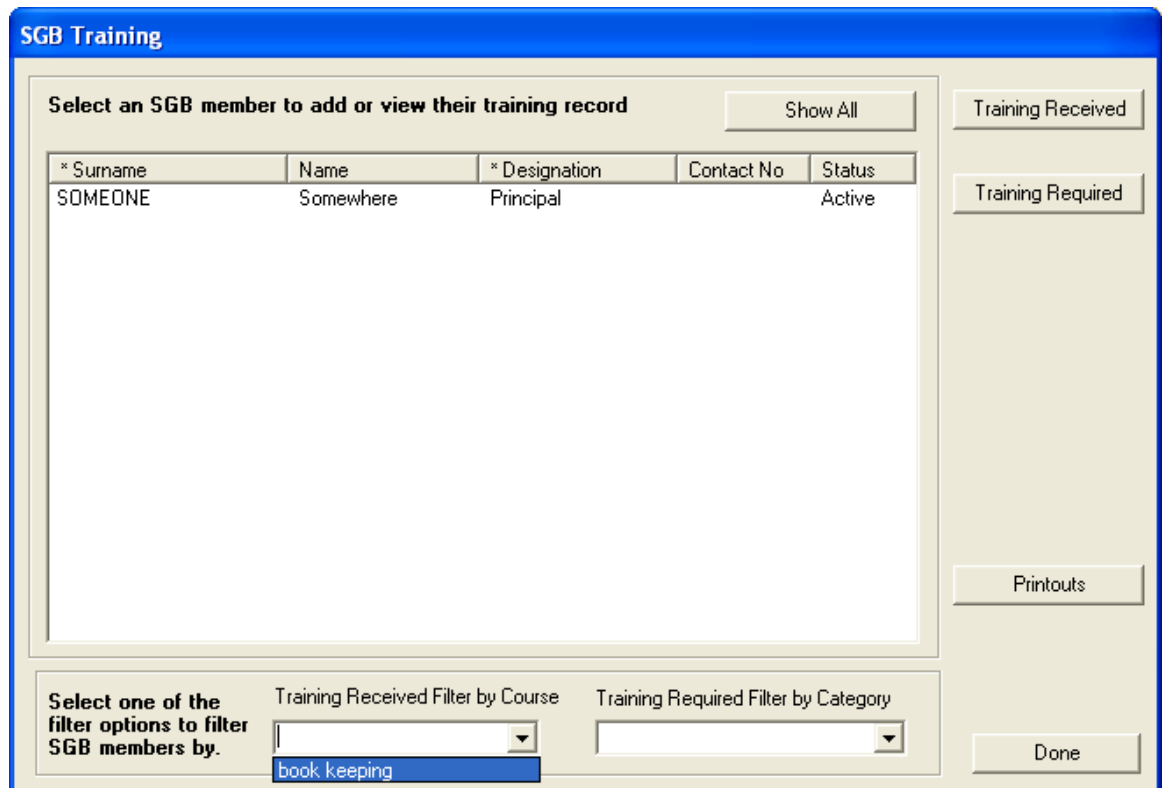 SGB Training
Select an SGB member to add or view their training record
Show All
Training Received
* Surname Name * Designation Contact No Status
SOMEONE Somewhere Principal Active
Training Required
Printouts
Select one of the
filter options to filter
SGB members by.
Training Received Filter by Course
Training Required Filter by Category
book keeping
Done